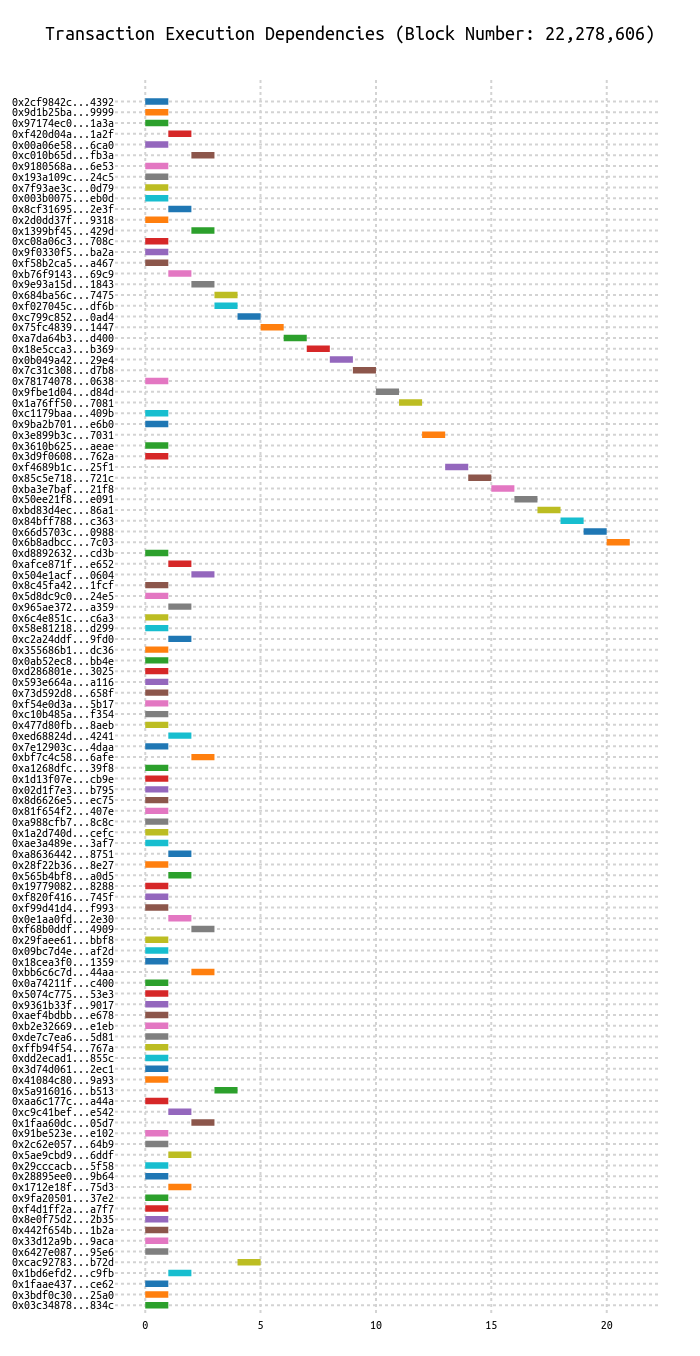 Transaction Execution Dependencies (Block Number: 22,278,606)
0x2cf9842c...4392
0x9d1b25ba...9999
0x97174ec0...1a3a
0xf420d04a...1a2f
0x00a06e58...6ca0
0xc010b65d...fb3a
0x9180568a...6e53
0x193a109c...24c5
0x7f93ae3c...0d79
0x003b0075...eb0d
0x8cf31695...2e3f
0x2d0dd37f...9318
0x1399bf45...429d
0xc08a06c3...708c
0x9f0330f5...ba2a
0xf58b2ca5...a467
0xb76f9143...69c9
0x9e93a15d...1843
0x684ba56c...7475
0xf027045c...df6b
0xc799c852...0ad4
0x75fc4839...1447
0xa7da64b3...d400
0x18e5cca3...b369
0x0b049a42...29e4
0x7c31c308...d7b8
0x78174078...0638
0x9fbe1d04...d84d
0x1a76ff50...7081
0xc1179baa...409b
0x9ba2b701...e6b0
0x3e899b3c...7031
0x3610b625...aeae
0x3d9f0608...762a
0xf4689b1c...25f1
0x85c5e718...721c
0xba3e7baf...21f8
0x50ee21f8...e091
0xbd83d4ec...86a1
0x84bff788...c363
0x66d5703c...0988
0x6b8adbcc...7c03
0xd8892632...cd3b
0xafce871f...e652
0x504e1acf...0604
0x8c45fa42...1fcf
0x5d8dc9c0...24e5
0x965ae372...a359
0x6c4e851c...c6a3
0x58e81218...d299
0xc2a24ddf...9fd0
0x355686b1...dc36
0x0ab52ec8...bb4e
0xd286801e...3025
0x593e664a...a116
0x73d592d8...658f
0xf54e0d3a...5b17
0xc10b485a...f354
0x477d80fb...8aeb
0xed68824d...4241
0x7e12903c...4daa
0xbf7c4c58...6afe
0xa1268dfc...39f8
0x1d13f07e...cb9e
0x02d1f7e3...b795
0x8d6626e5...ec75
0x81f654f2...407e
0xa988cfb7...8c8c
0x1a2d740d...cefc
0xae3a489e...3af7
0xa8636442...8751
0x28f22b36...8e27
0x565b4bf8...a0d5
0x19779082...8288
0xf820f416...745f
0xf99d41d4...f993
0x0e1aa0fd...2e30
0xf68b0ddf...4909
0x29faee61...bbf8
0x09bc7d4e...af2d
0x18cea3f0...1359
0xbb6c6c7d...44aa
0x0a74211f...c400
0x5074c775...53e3
0x9361b33f...9017
0xaef4bdbb...e678
0xb2e32669...e1eb
0xde7c7ea6...5d81
0xffb94f54...767a
0xdd2ecad1...855c
0x3d74d061...2ec1
0x41084c80...9a93
0x5a916016...b513
0xaa6c177c...a44a
0xc9c41bef...e542
0x1faa60dc...05d7
0x91be523e...e102
0x2c62e057...64b9
0x5ae9cbd9...6ddf
0x29cccacb...5f58
0x28895ee0...9b64
0x1712e18f...75d3
0x9fa20501...37e2
0xf4d1ff2a...a7f7
0x8e0f75d2...2b35
0x442f654b...1b2a
0x33d12a9b...9aca
0x6427e087...95e6
0xcac92783...b72d
0x1bd6efd2...c9fb
0x1faae437...ce62
0x3bdf0c30...25a0
0x03c34878...834c
0 5 10 15 20